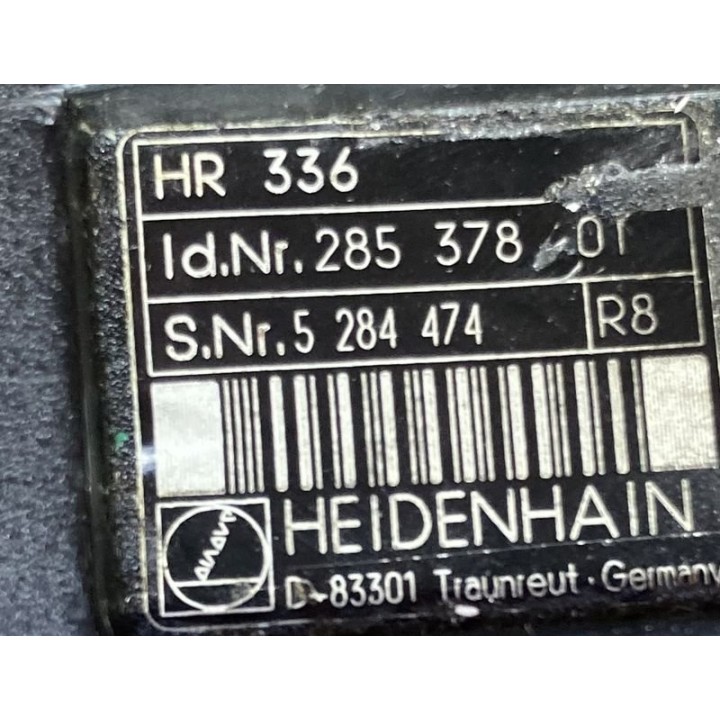 HR 336
Id.Nr. 285 378 01
S.Nr. 5 284 474 R8
HEIDENHAIN
D-83301 Traunreut · Germany